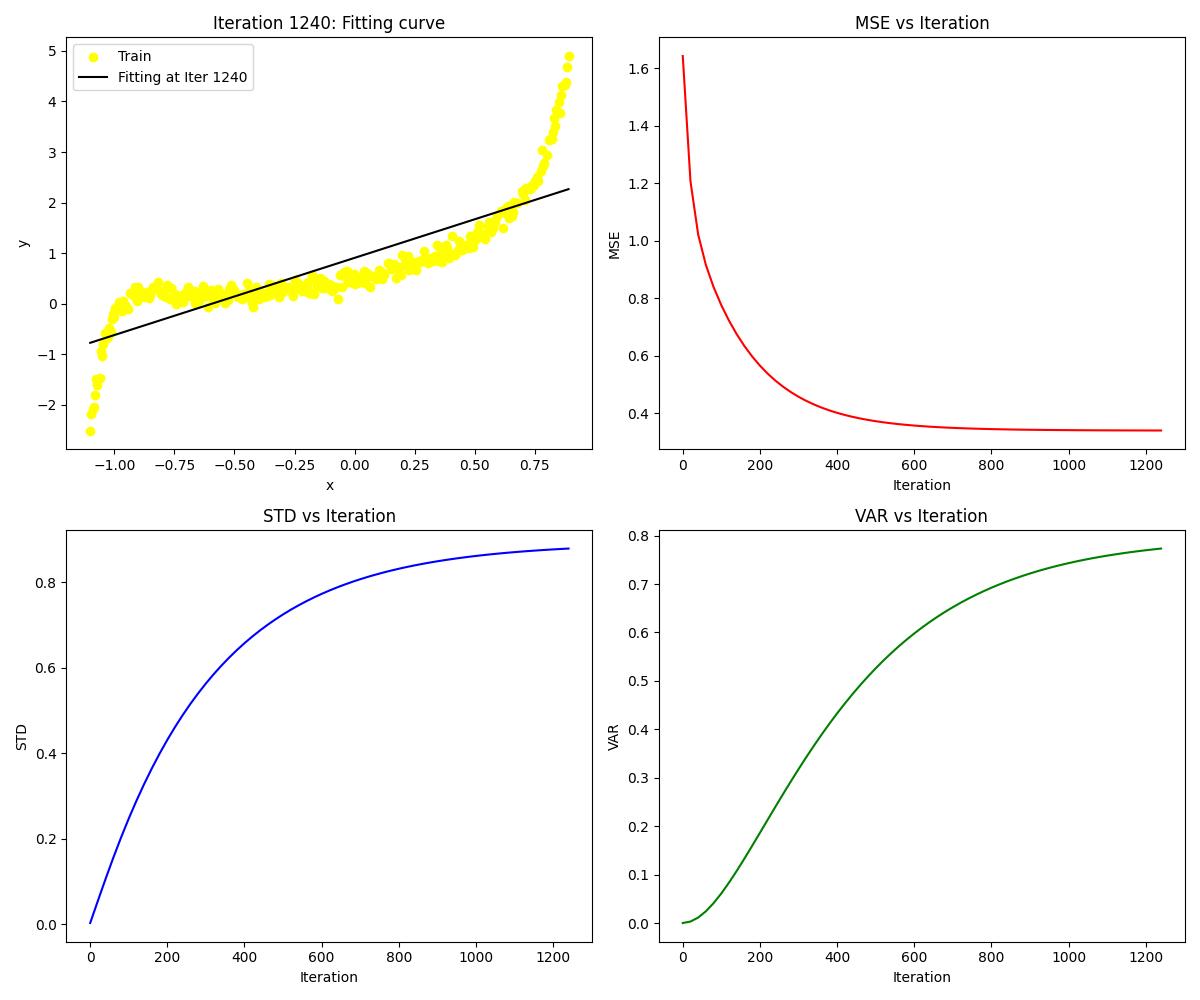 Iteration 1240: Fitting curve
Train
Fitting at Iter 1240
5
4
3
2
1
0
−1
−2
y
−1.00 −0.75 −0.50 −0.25 0.00 0.25 0.50 0.75
x
MSE vs Iteration
1.6
1.4
1.2
1.0
0.8
0.6
0.4
MSE
0 200 400 600 800 1000 1200
Iteration
STD vs Iteration
0.8
0.6
0.4
0.2
0.0
STD
0 200 400 600 800 1000 1200
Iteration
VAR vs Iteration
0.8
0.7
0.6
0.5
0.4
0.3
0.2
0.1
0.0
VAR
0 200 400 600 800 1000 1200
Iteration